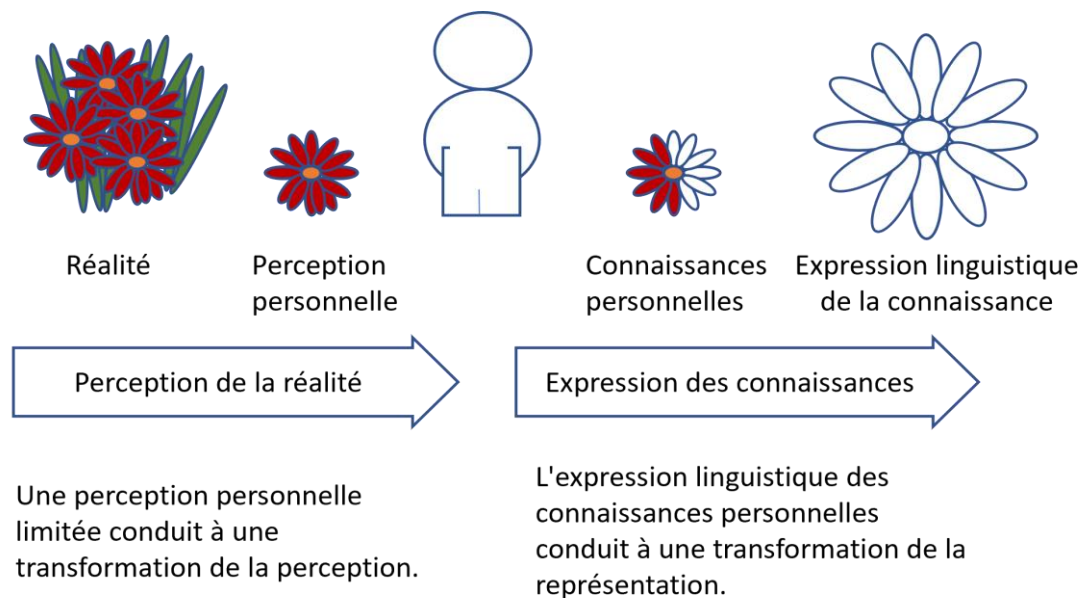 Réalité
Perception
personnelle
Connaissances
personnelles
Expression linguistique
de la connaissance
Perception de la réalité
Expression des connaissances
Une perception personnelle
limitée conduit à une
transformation de la perception.
L'expression linguistique des
connaissances personnelles
conduit à une transformation de la
représentation.